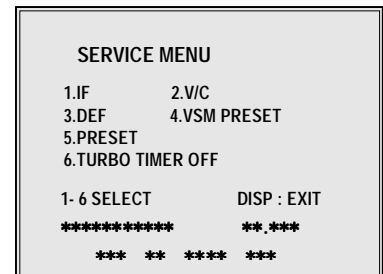 SERVICE MENU
1.IF 2.V/C
3.DEF 4.VSM PRESET
5.PRESET
6.TURBO TIMER OFF
1- 6 SELECT DISP : EXIT
*********** **.***
*** ** **** ***